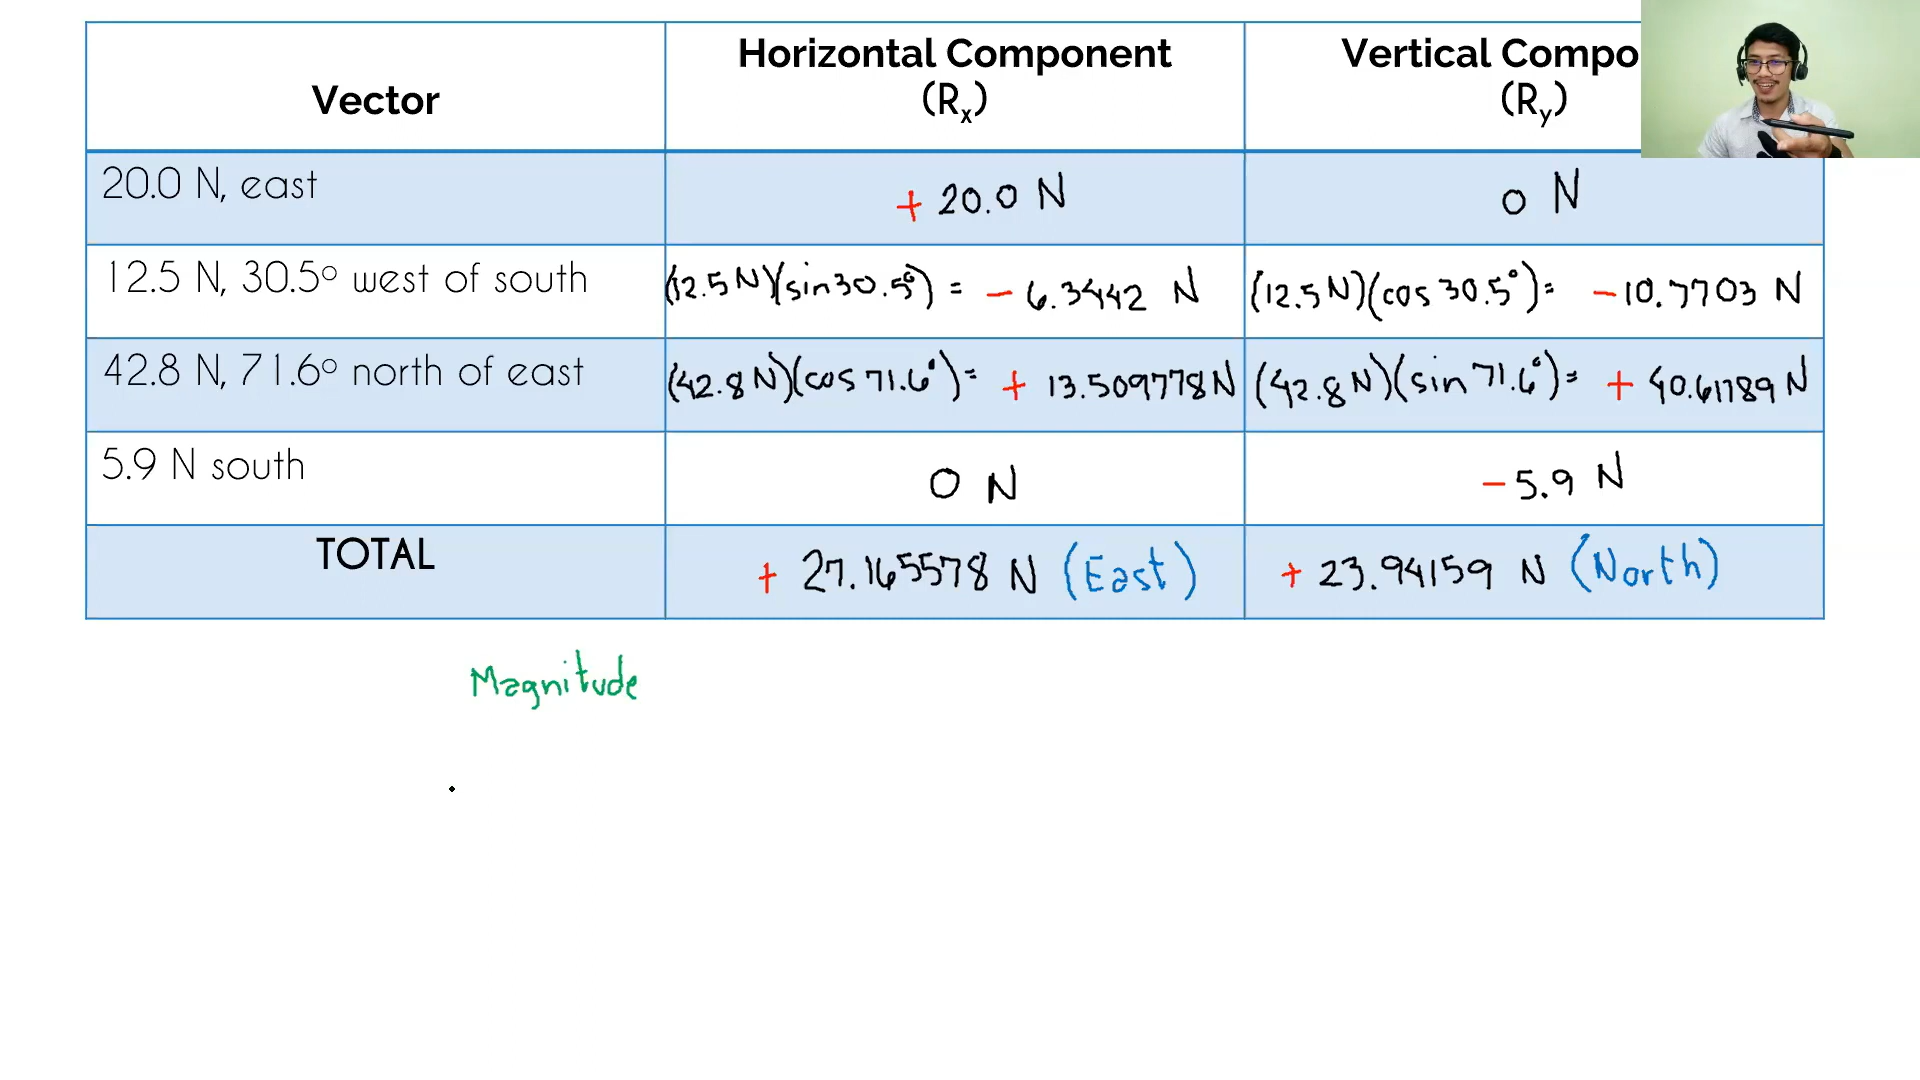 Vector
Horizontal Component
(Rx)
Vertical Compo
(Ry)
20.0 N, east
+ 20.0 N
0 N
12.5 N, 30.5° west of south
(12.5 N)(sin 30.5°) = - 6.3442 N
(12.5 N)(cos 30.5°) = - 10.7703 N
42.8 N, 71.6° north of east
(42.8 N)(cos 71.6°) = + 13.509778 N
(42.8 N)(sin 71.6°) = + 40.61189 N
5.9 N south
0 N
- 5.9 N
TOTAL
+ 27.165578 N (East)
+ 23.94159 N (North)
Magnitude